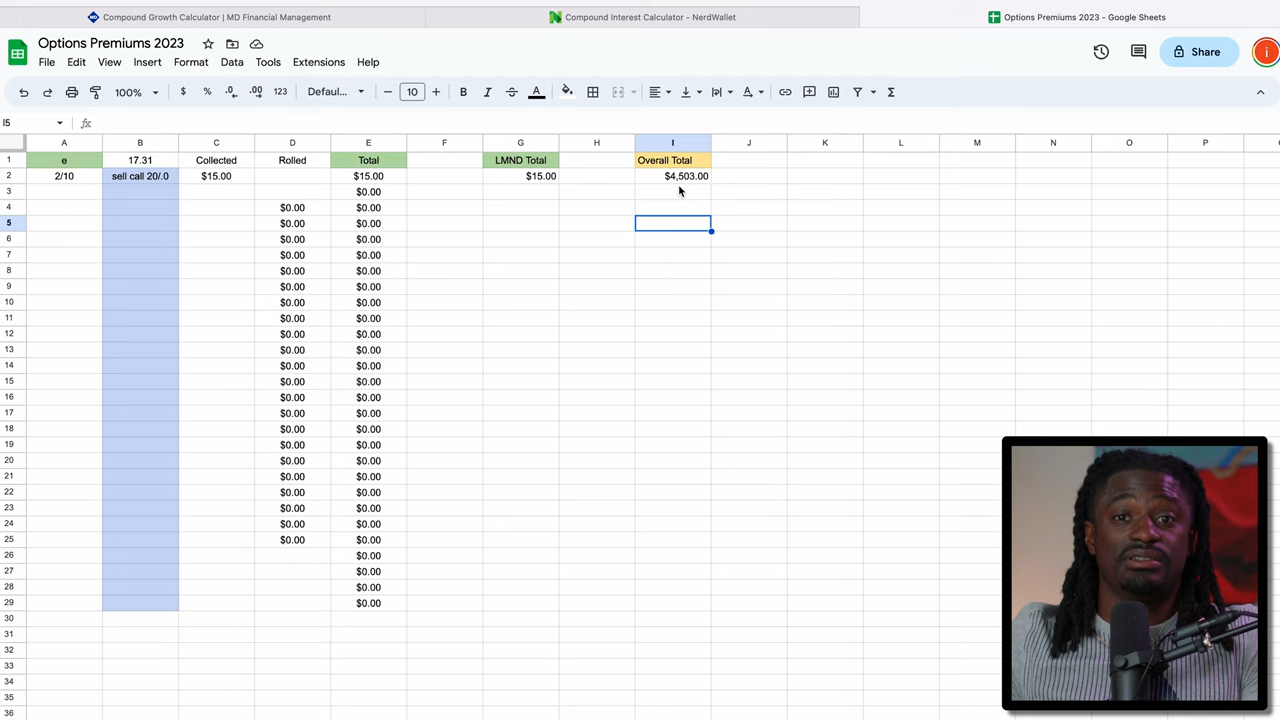 Compound Growth Calculator | MD Financial Management
Compound Interest Calculator - NerdWallet
Options Premiums 2023 - Google Sheets
Options Premiums 2023
Share
i
File Edit View Insert Format Data Tools Extensions Help
100% $ % .0 .00 123 Defaul... 10 B I S A
I5 fx
A B C D E F G H I J K L M N O P
1 e 17.31 Collected Rolled Total LMND Total Overall Total
2 2/10 sell call 20/.0 $15.00 $15.00 $15.00 $4,503.00
3 $0.00
4 $0.00 $0.00
5 $0.00 $0.00
6 $0.00 $0.00
7 $0.00 $0.00
8 $0.00 $0.00
9 $0.00 $0.00
10 $0.00 $0.00
11 $0.00 $0.00
12 $0.00 $0.00
13 $0.00 $0.00
14 $0.00 $0.00
15 $0.00 $0.00
16 $0.00 $0.00
17 $0.00 $0.00
18 $0.00 $0.00
19 $0.00 $0.00
20 $0.00 $0.00
21 $0.00 $0.00
22 $0.00 $0.00
23 $0.00 $0.00
24 $0.00 $0.00
25 $0.00 $0.00
26 $0.00
27 $0.00
28 $0.00
29 $0.00
30
31
32
33
34
35
36